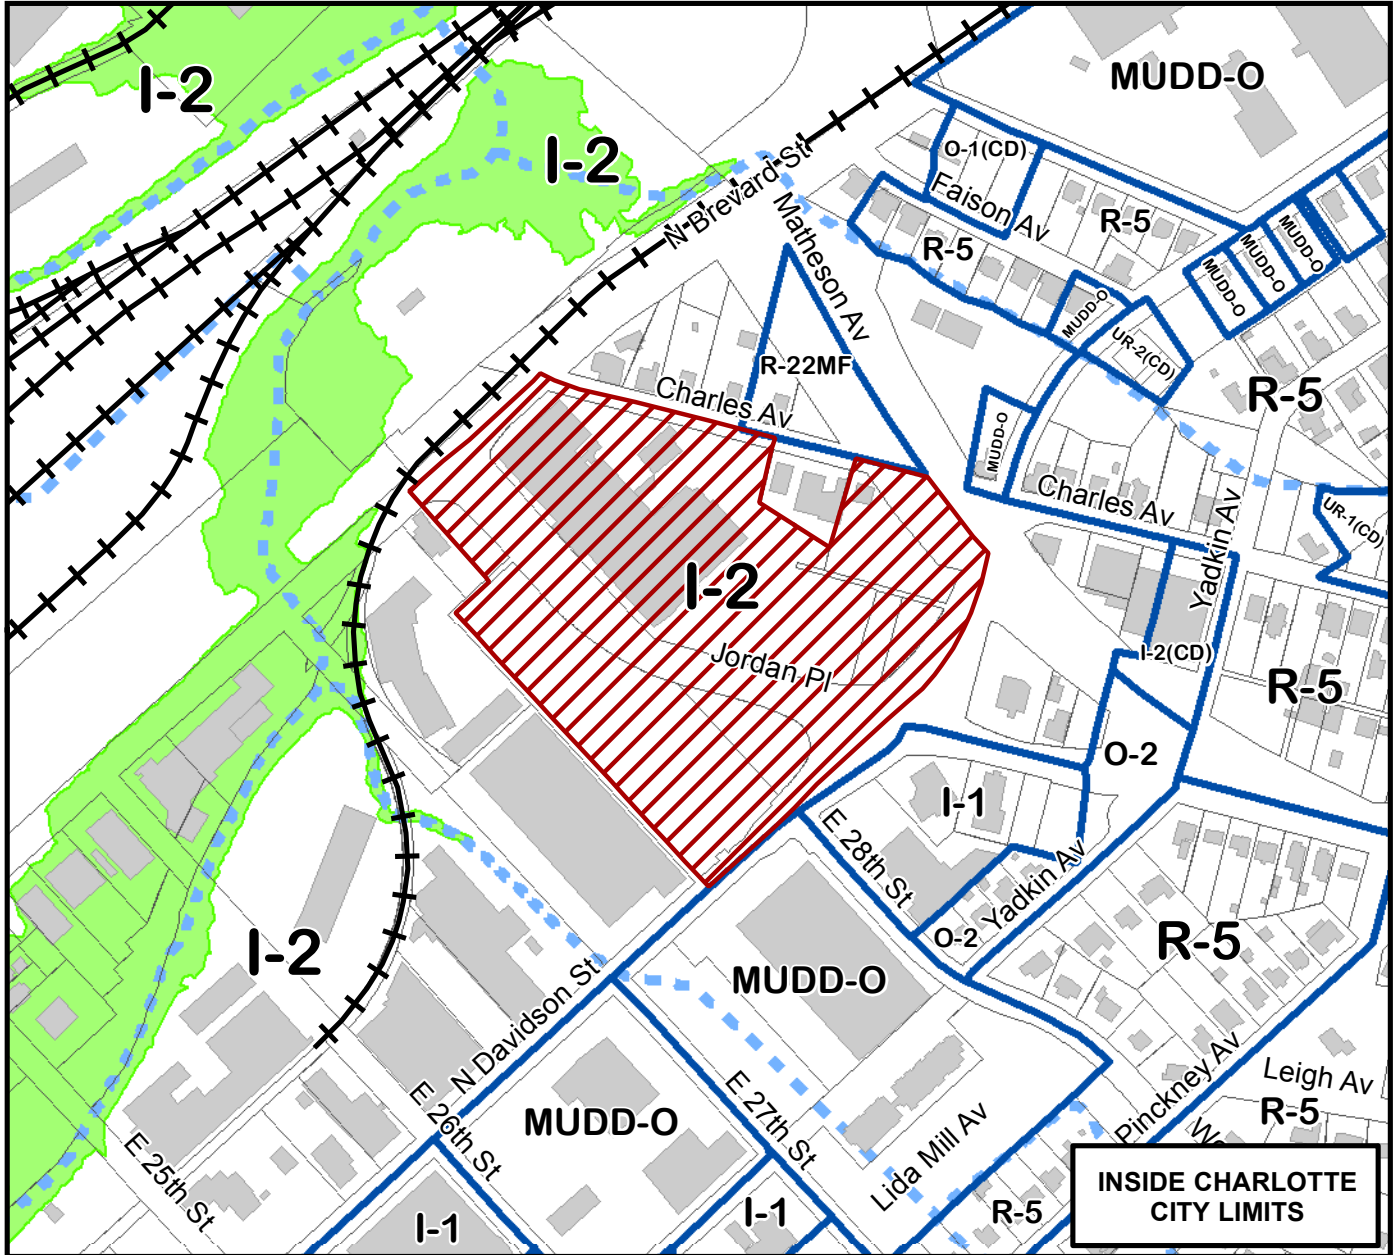 I-2
MUDD-O
I-2
O-1(CD)
N Brevard St
Faison Av
Matheson Av
R-5
R-5
MUDD-O
MUDD-O
MUDD-O
MUDD-O
UR-2(CD)
R-22MF
Charles Av
R-5
MUDD-O
Charles Av
Yadkin Av
UR-1(CD)
I-2
Jordan Pl
I-2(CD)
R-5
O-2
I-1
E 28th St
Yadkin Av
O-2
R-5
I-2
MUDD-O
N Davidson St
Pinckney Av
Leigh Av
R-5
E 26th St
MUDD-O
E 27th St
Lida Mill Av
E 25th St
I-1
I-1
R-5
INSIDE CHARLOTTE
CITY LIMITS